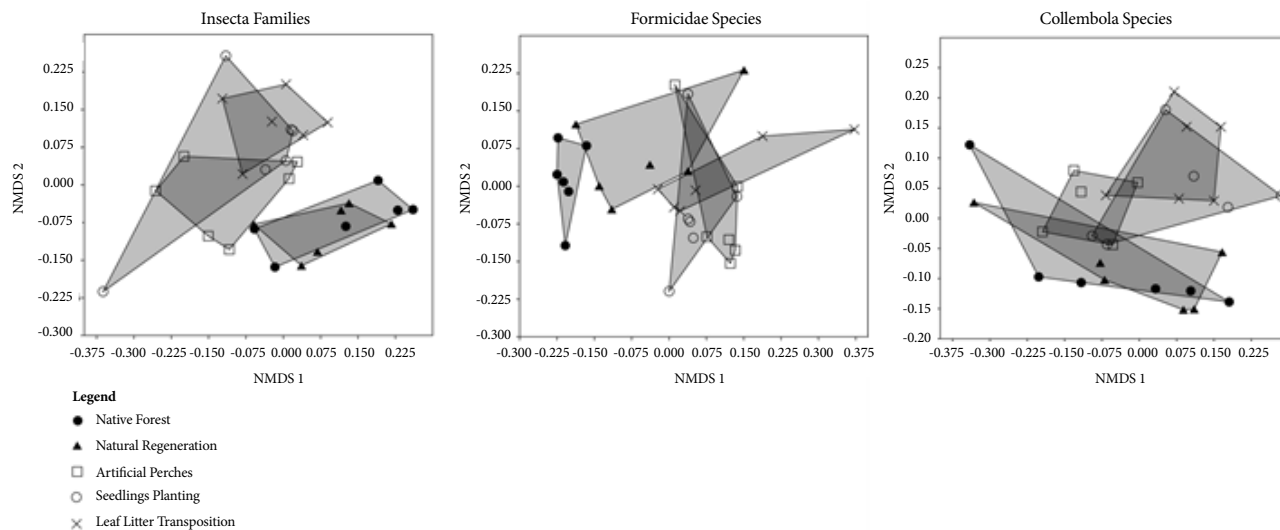 Insecta Families
0.225
0.150
0.075
0.000
-0.075
-0.150
-0.225
-0.300
NMDS 2
-0.375 -0.300 -0.225 -0.150 -0.075 0.000 0.075 0.150 0.225
NMDS 1
Formicidae Species
0.225
0.150
0.075
0.000
-0.075
-0.150
-0.225
-0.300
NMDS 2
-0.300 -0.225 -0.150 -0.075 0.000 0.075 0.150 0.225 0.300 0.375
NMDS 1
Collembola Species
0.25
0.20
0.15
0.10
0.05
0.00
-0.05
-0.10
-0.15
-0.20
NMDS 2
-0.375 -0.300 -0.225 -0.150 -0.075 0.000 0.075 0.150 0.225
NMDS 1
Legend
Native Forest
Natural Regeneration
Artificial Perches
Seedlings Planting
Leaf Litter Transposition